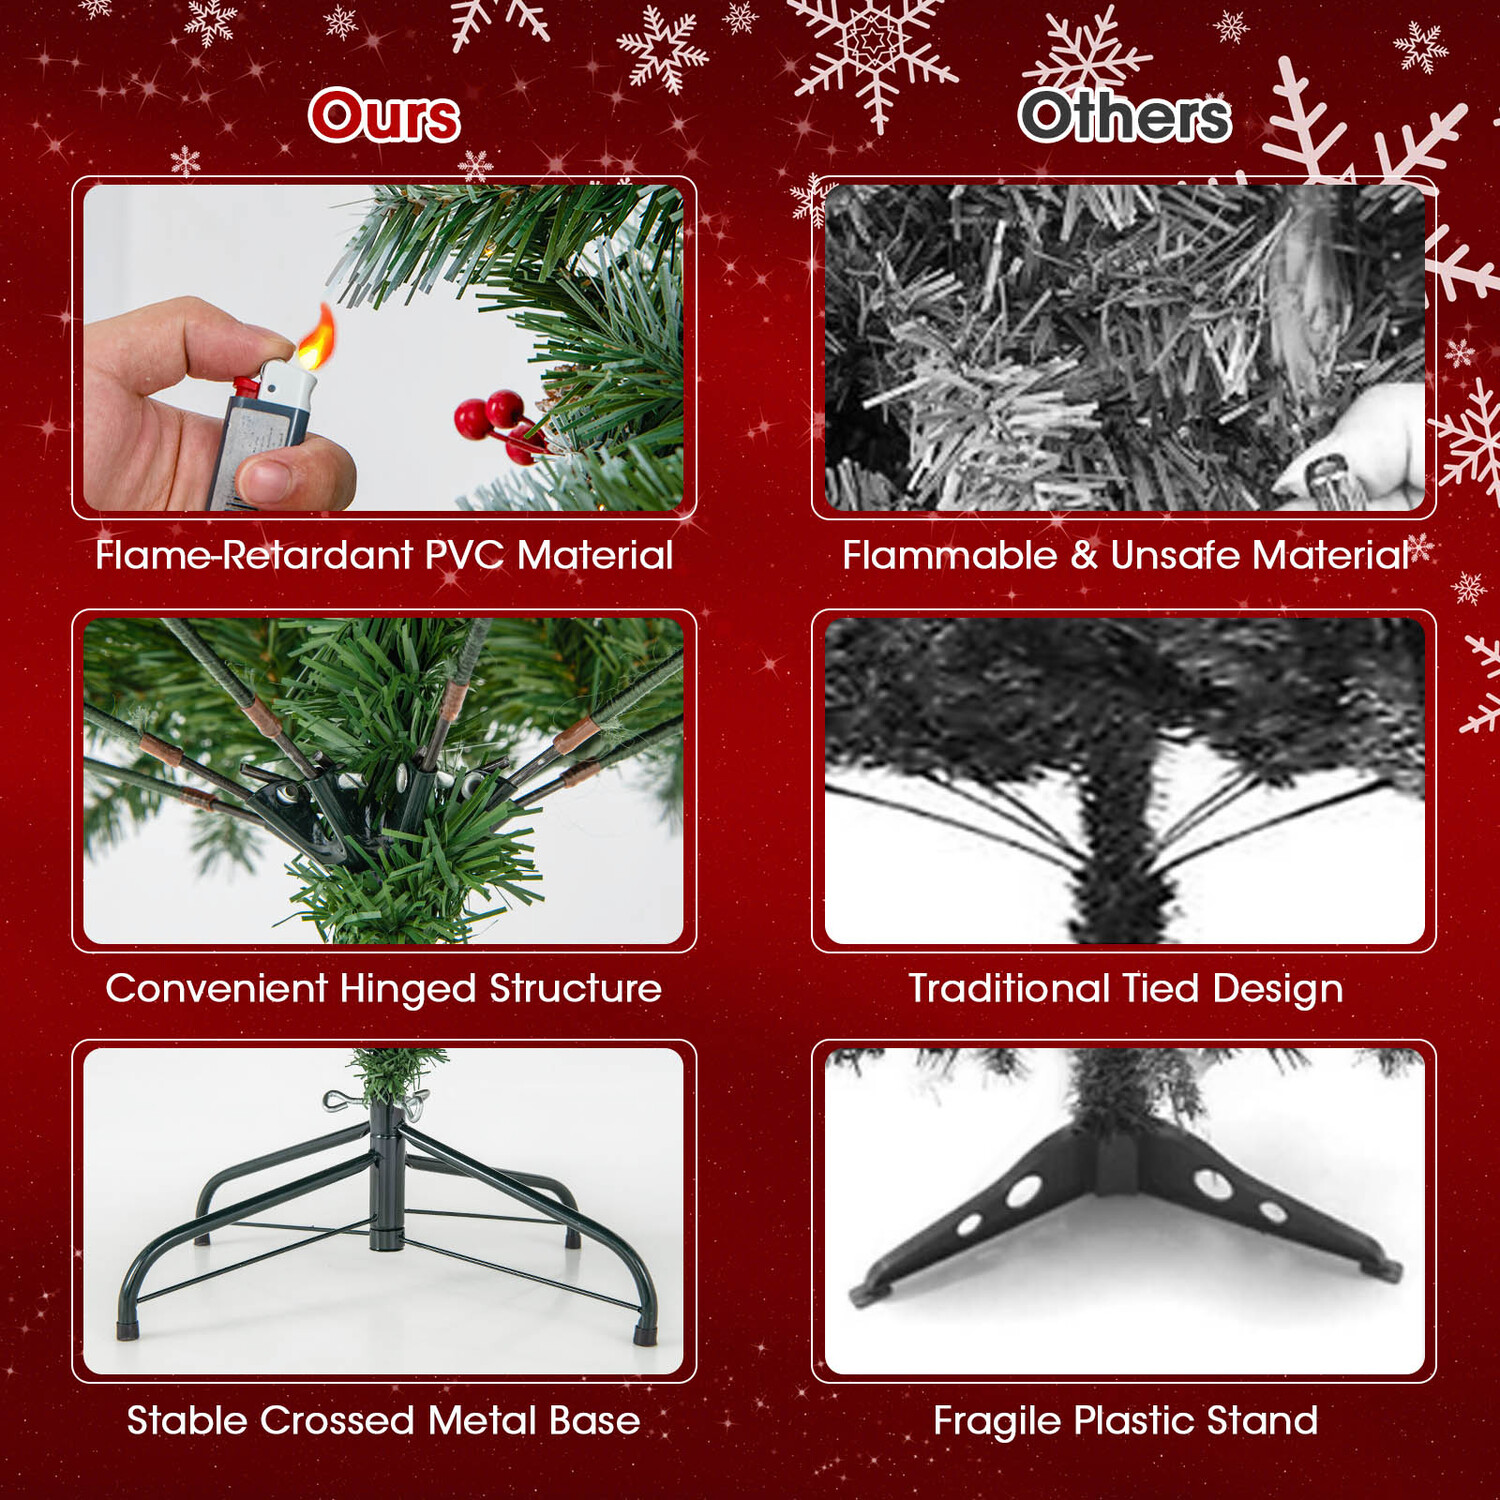 Ours
Others
Flame-Retardant PVC Material
Flammable & Unsafe Material
Convenient Hinged Structure
Traditional Tied Design
Stable Crossed Metal Base
Fragile Plastic Stand